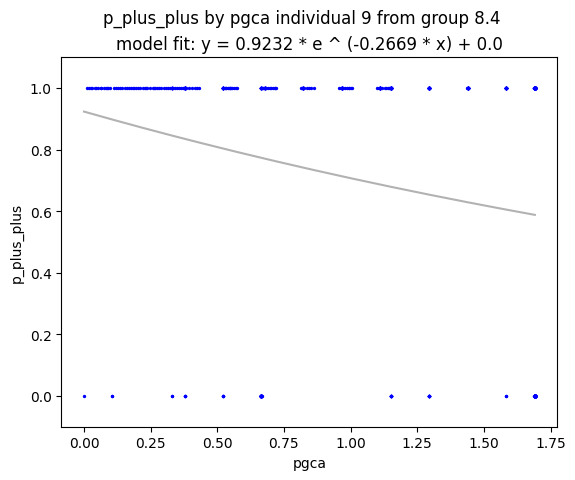 p_plus_plus by pgca individual 9 from group 8.4
model fit: y = 0.9232 * e ^ (-0.2669 * x) + 0.0
1.0
0.8
0.6
0.4
0.2
0.0
p_plus_plus
0.00 0.25 0.50 0.75 1.00 1.25 1.50 1.75
pgca